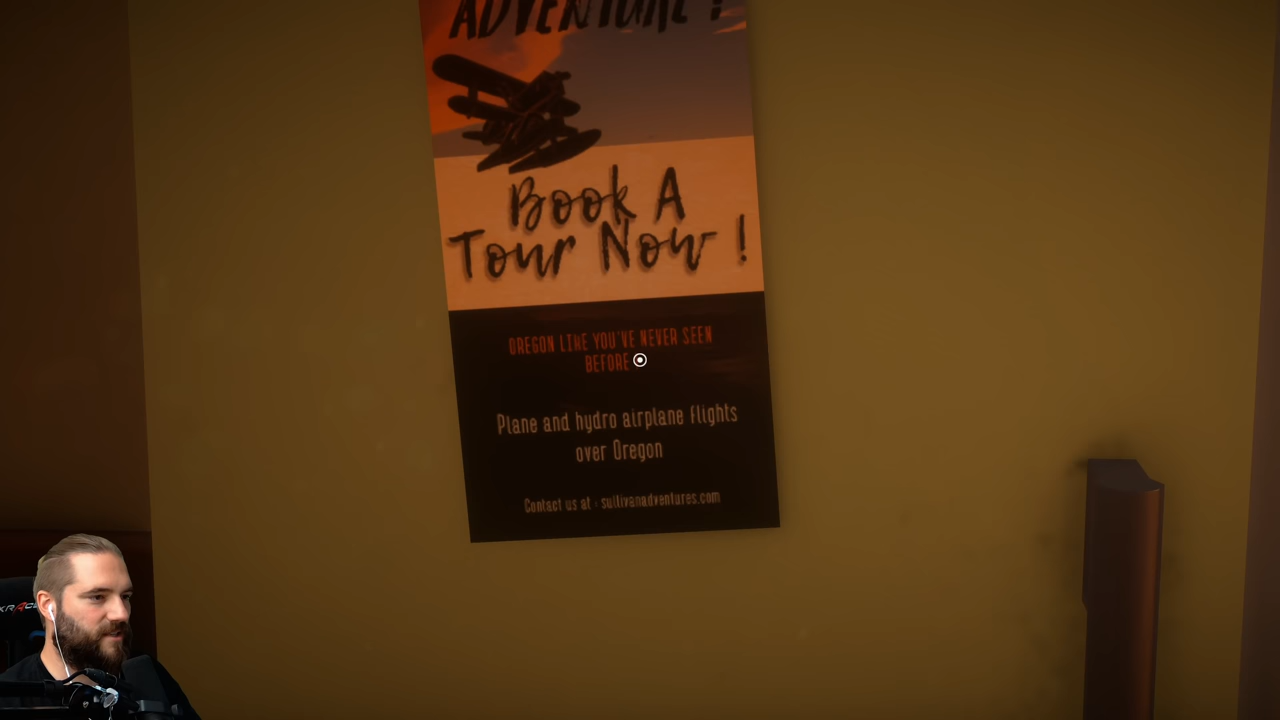 ADVENTURE !
Book A
Tour Now !
OREGON LIKE YOU'VE NEVER SEEN
BEFORE
Plane and hydro airplane flights
over Oregon
Contact us at : sullivanadventures.com